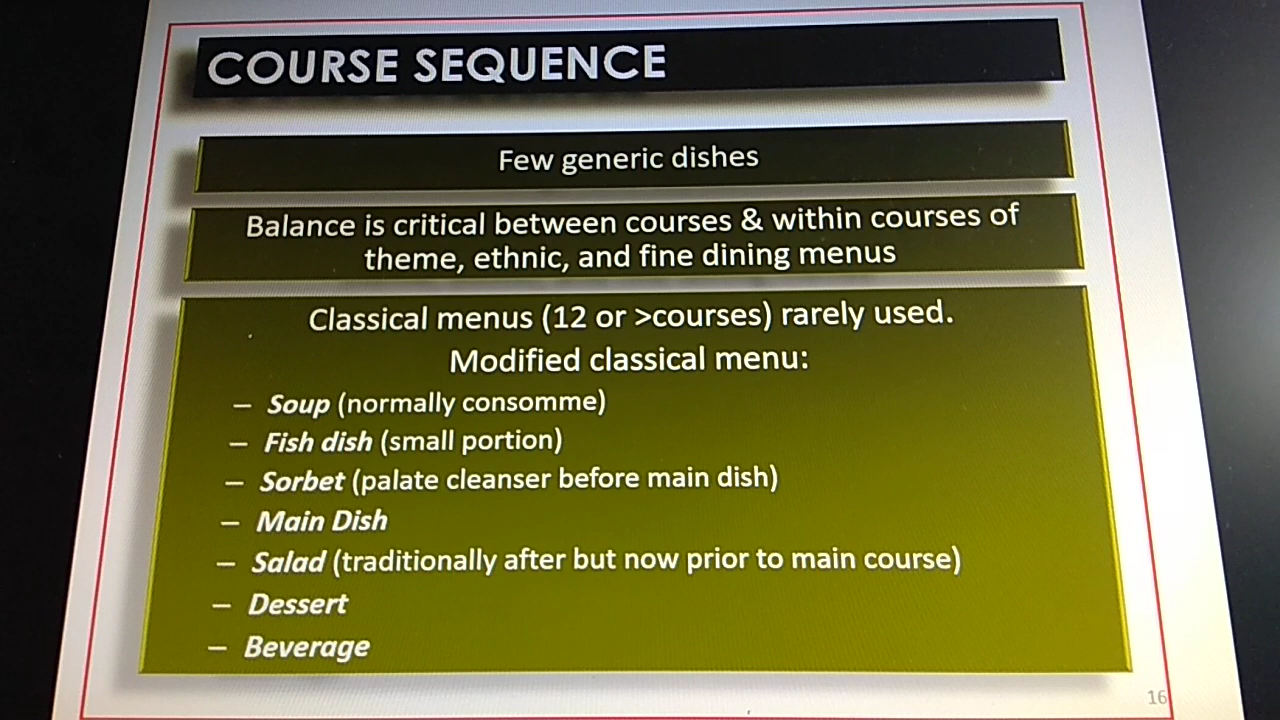 COURSE SEQUENCE
Few generic dishes
Balance is critical between courses & within courses of
theme, ethnic, and fine dining menus
Classical menus (12 or >courses) rarely used.
Modified classical menu:
– Soup (normally consomme)
– Fish dish (small portion)
– Sorbet (palate cleanser before main dish)
– Main Dish
– Salad (traditionally after but now prior to main course)
– Dessert
– Beverage
16